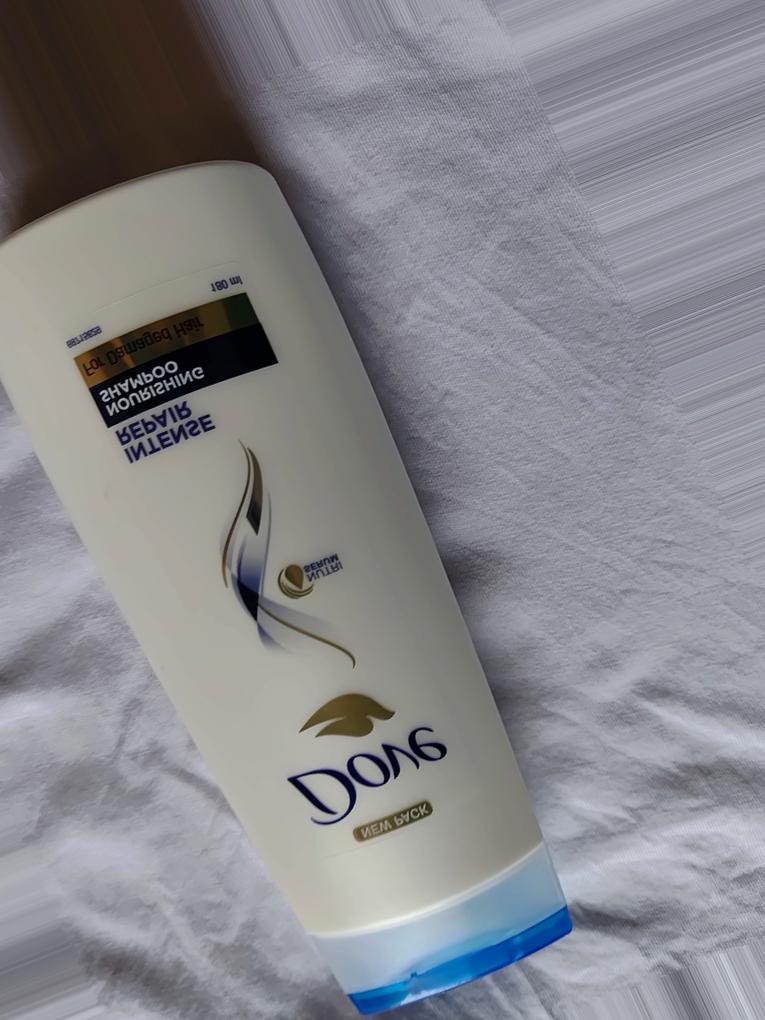 NEW PACK
Dove
NUTRI
SERUM
INTENSE
REPAIR
NOURISHING
SHAMPOO
For Damaged Hair
180 ml